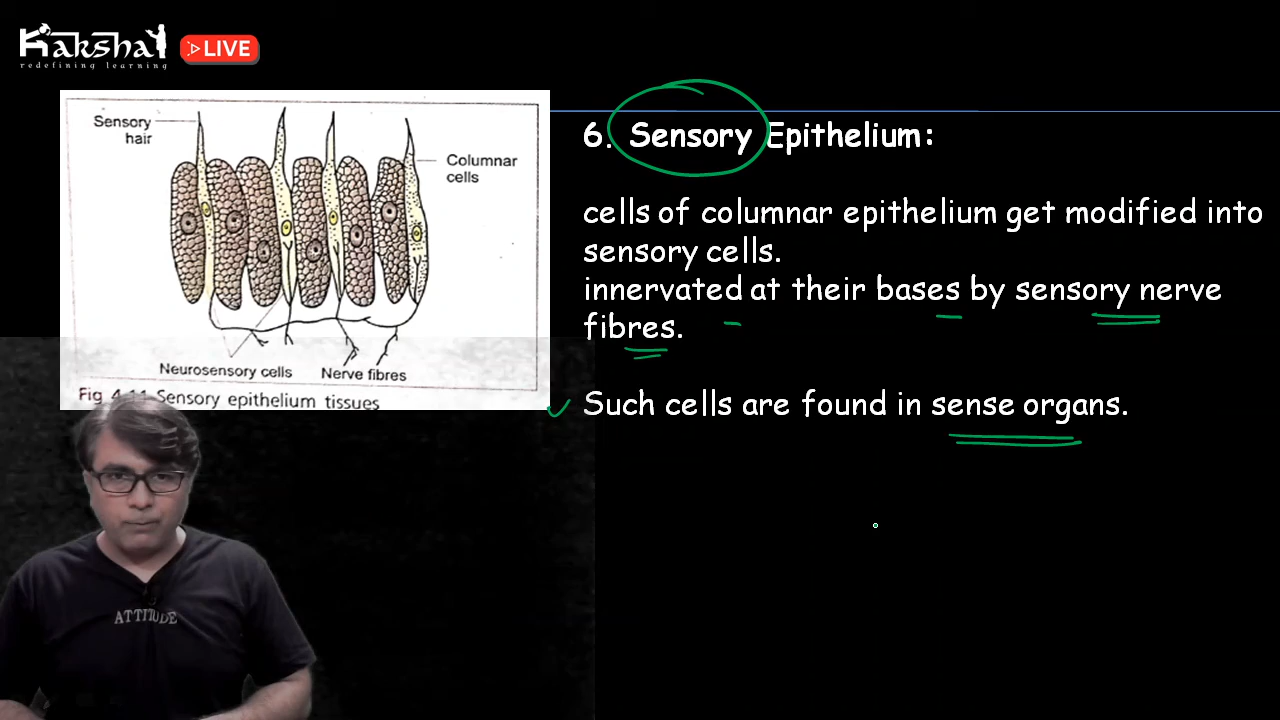 Kaksha LIVE
redefining learning
Sensory
hair
Columnar
cells
Neurosensory cells Nerve fibres
Fig 4.11 Sensory epithelium tissues
6. Sensory Epithelium:
cells of columnar epithelium get modified into
sensory cells.
innervated at their bases by sensory nerve
fibres.
Such cells are found in sense organs.
ATTITUDE